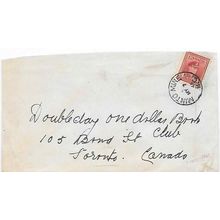 Doubleday one dollar Book
Club
105 Bond St
Toronto. Canada